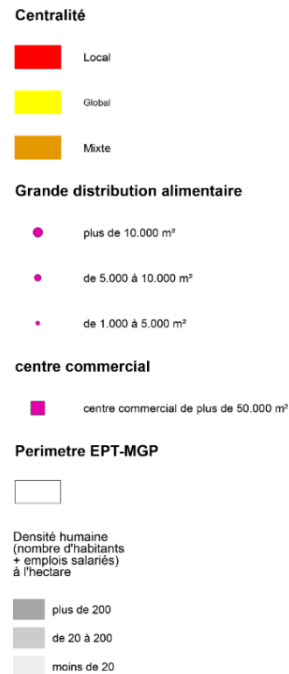 Centralité
Local
Global
Mixte
Grande distribution alimentaire
plus de 10.000 m²
de 5.000 à 10.000 m²
de 1.000 à 5.000 m²
centre commercial
centre commercial de plus de 50.000 m²
Perimetre EPT-MGP
Densité humaine
(nombre d'habitants
+ emplois salariés)
à l'hectare
plus de 200
de 20 à 200
moins de 20